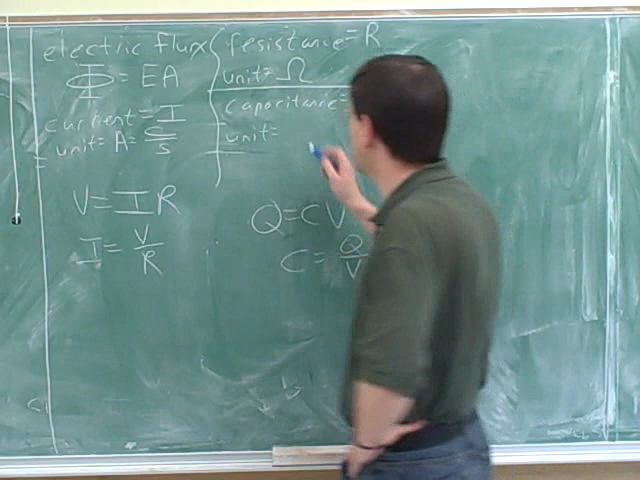 electric flux
Φ = EA
current = I
unit = A = C/S
V = IR
I = V/R
resistance = R
unit = Ω
capacitance =
unit =
Q = CV
C = Q/V